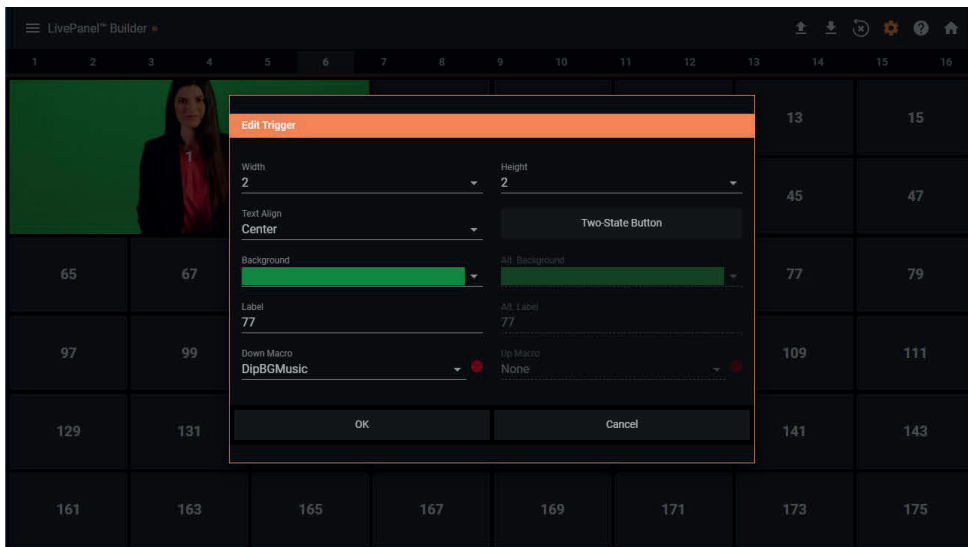 LivePanel™ Builder
1 2 3 4 5 6 7 8 9 10 11 12 13 14 15 16
1 13 15
45 47
65 67 77 79
97 99 109 111
129 131 141 143
161 163 165 167 169 171 173 175
Edit Trigger
Width Height
2 2
Text Align
Center Two-State Button
Background Alt. Background
Label Alt. Label
77 77
Down Macro Up Macro
DipBGMusic None
OK Cancel